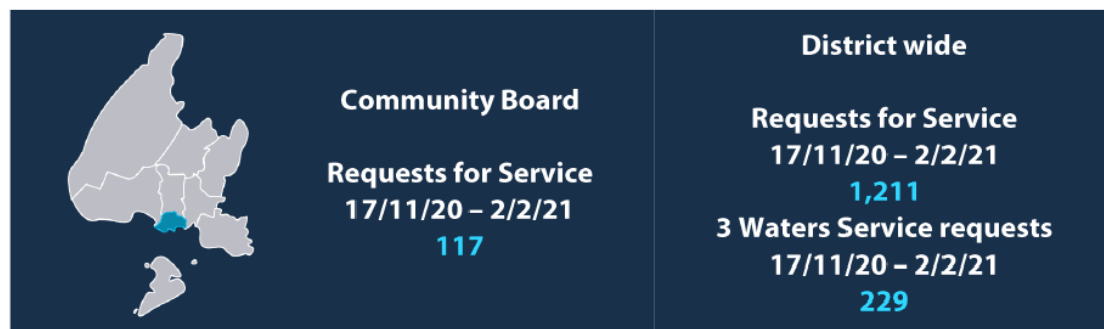 Community Board
Requests for Service
17/11/20 – 2/2/21
117
District wide
Requests for Service
17/11/20 – 2/2/21
1,211
3 Waters Service requests
17/11/20 – 2/2/21
229